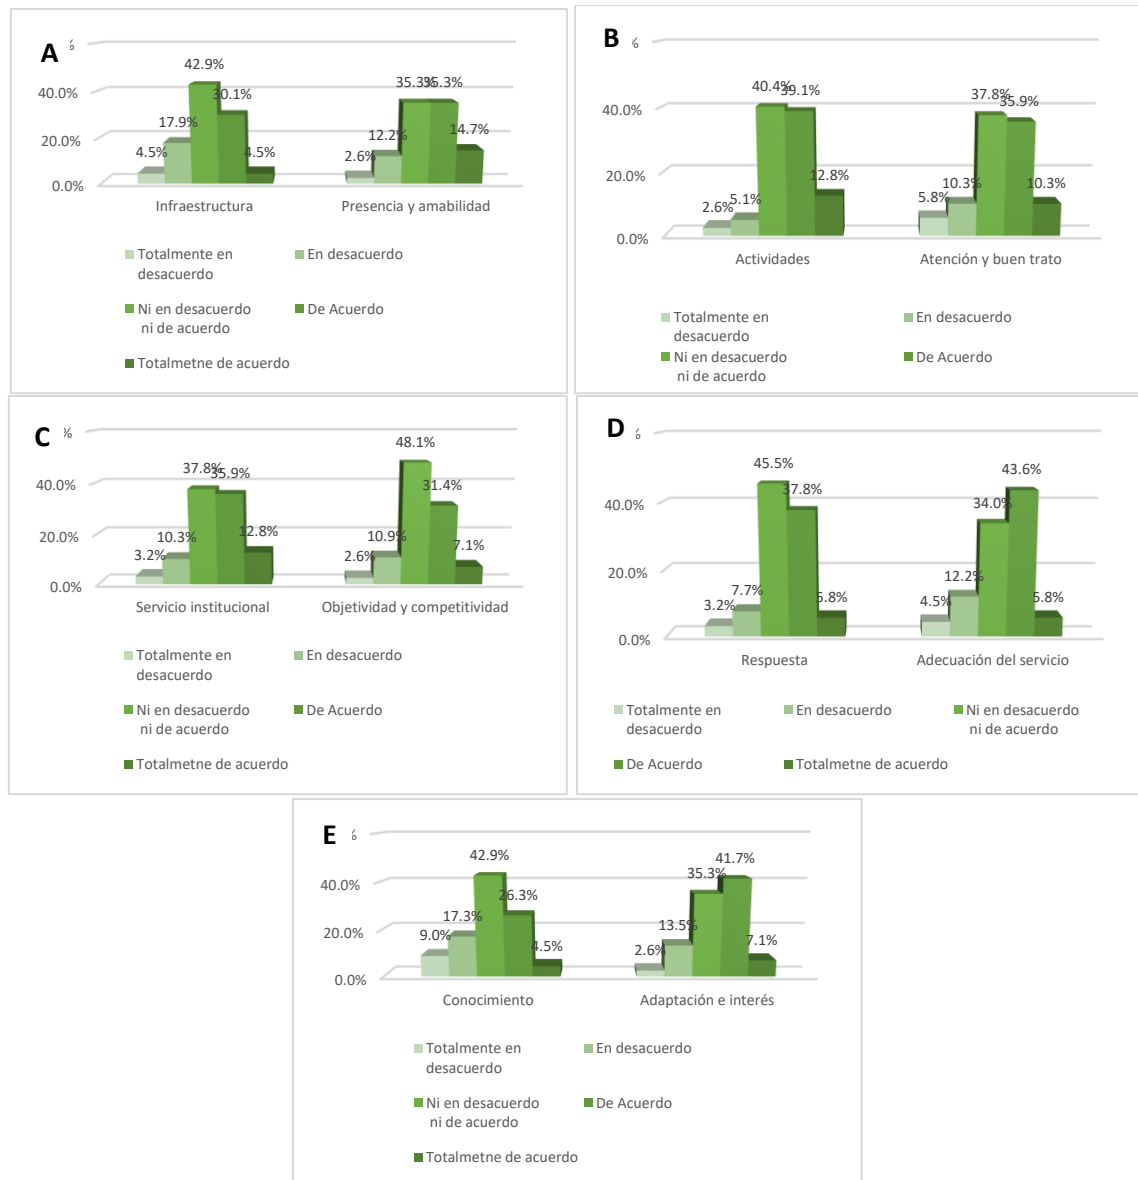 A
%
42.9%
35.3%
35.3%
40.0%
30.1%
17.9%
12.2%
14.7%
20.0%
4.5%
4.5%
2.6%
0.0%
Infraestructura
Presencia y amabilidad
Totalmente en
desacuerdo
En desacuerdo
Ni en desacuerdo
ni de acuerdo
De Acuerdo
Totalmetne de acuerdo
B
%
40.4%
39.1%
37.8%
35.9%
40.0%
20.0%
12.8%
10.3%
10.3%
5.8%
2.6%
5.1%
0.0%
Actividades
Atención y buen trato
Totalmente en
desacuerdo
En desacuerdo
Ni en desacuerdo
ni de acuerdo
De Acuerdo
C
%
48.1%
37.8%
35.9%
31.4%
40.0%
20.0%
12.8%
10.3%
10.9%
7.1%
3.2%
2.6%
0.0%
Servicio institucional
Objetividad y competitividad
Totalmente en
desacuerdo
En desacuerdo
Ni en desacuerdo
ni de acuerdo
De Acuerdo
Totalmetne de acuerdo
D
%
45.5%
43.6%
37.8%
34.0%
40.0%
20.0%
12.2%
7.7%
5.8%
5.8%
3.2%
4.5%
0.0%
Respuesta
Adecuación del servicio
Totalmente en
desacuerdo
En desacuerdo
Ni en desacuerdo
ni de acuerdo
De Acuerdo
Totalmetne de acuerdo
E
%
42.9%
41.7%
35.3%
40.0%
26.3%
17.3%
13.5%
20.0%
9.0%
4.5%
2.6%
7.1%
0.0%
Conocimiento
Adaptación e interés
Totalmente en
desacuerdo
En desacuerdo
Ni en desacuerdo
ni de acuerdo
De Acuerdo
Totalmetne de acuerdo